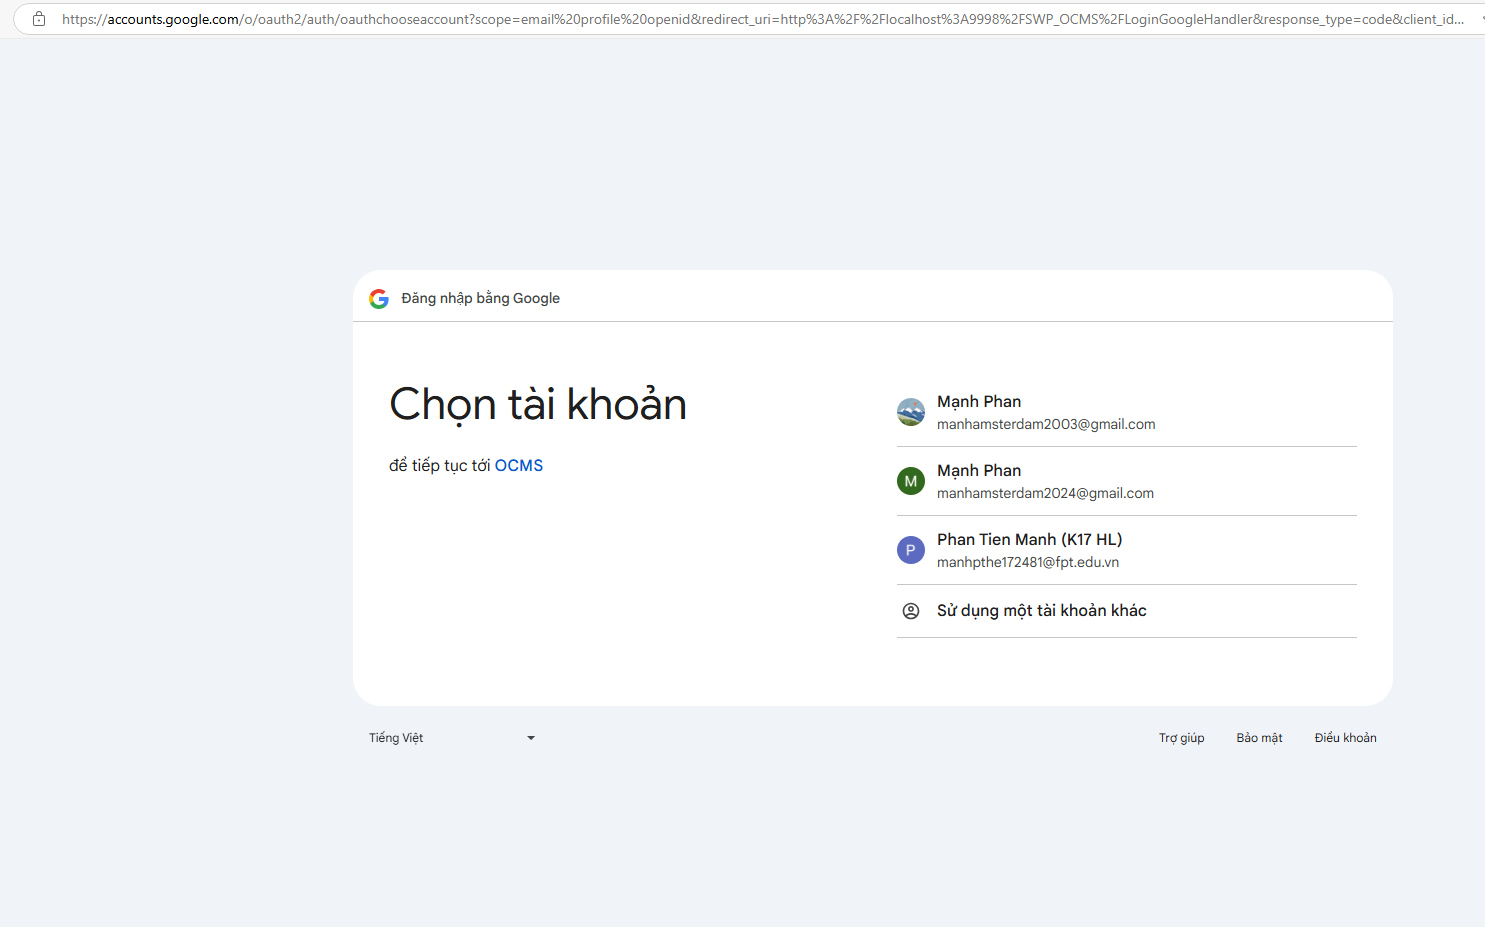 https://accounts.google.com/o/oauth2/auth/oauthchooseaccount?scope=email%20profile%20openid&redirect_uri=http%3A%2F%2Flocalhost%3A9998%2FSWP_OCMS%2FLoginGoogleHandler&response_type=code&client_id...
Đăng nhập bằng Google
Chọn tài khoản
để tiếp tục tới OCMS
Mạnh Phan
manhamsterdam2003@gmail.com
M
Mạnh Phan
manhamsterdam2024@gmail.com
P
Phan Tien Manh (K17 HL)
manhpthe172481@fpt.edu.vn
Sử dụng một tài khoản khác
Tiếng Việt
Trợ giúp
Bảo mật
Điều khoản